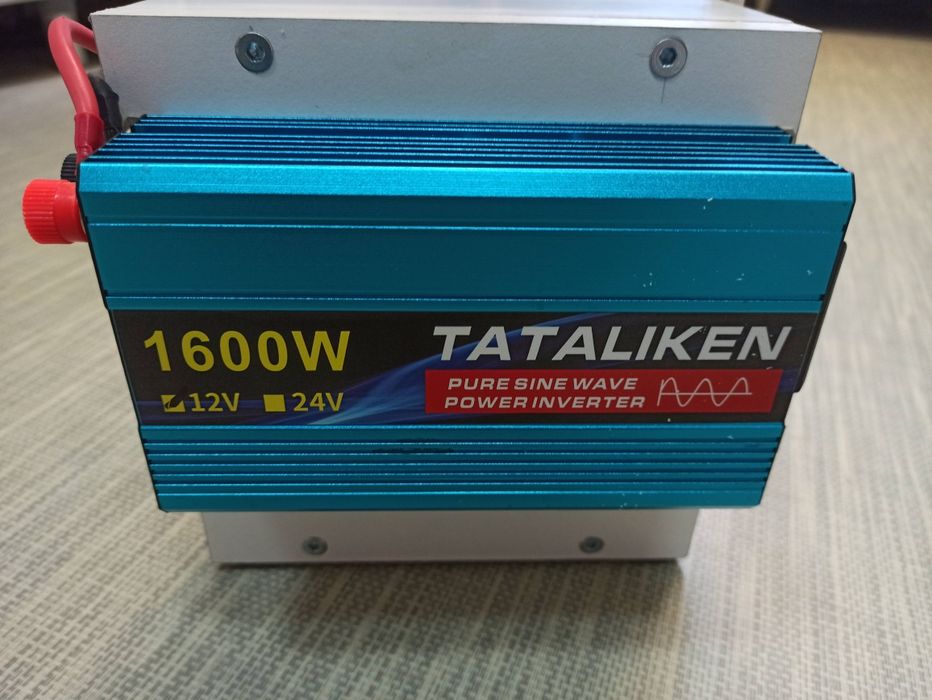 1600W
12V 24V
TATALIKEN
PURE SINE WAVE
POWER INVERTER